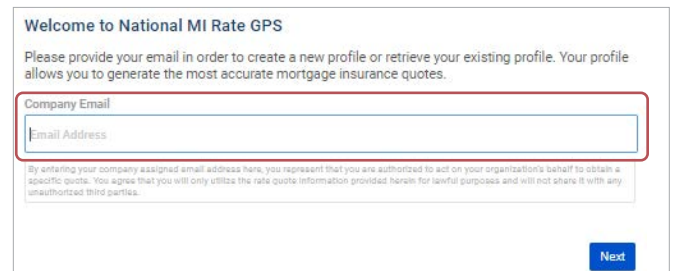 Welcome to National MI Rate GPS
Please provide your email in order to create a new profile or retrieve your existing profile. Your profile
allows you to generate the most accurate mortgage insurance quotes.
Company Email
Email Address
By entering your company assigned email address here, you represent that you are authorized to act on your organization's behalf to obtain a
specific quote. You agree that you will only utilize the rate quote information provided herein for lawful purposes and will not share it with any
unauthorized third parties.
Next